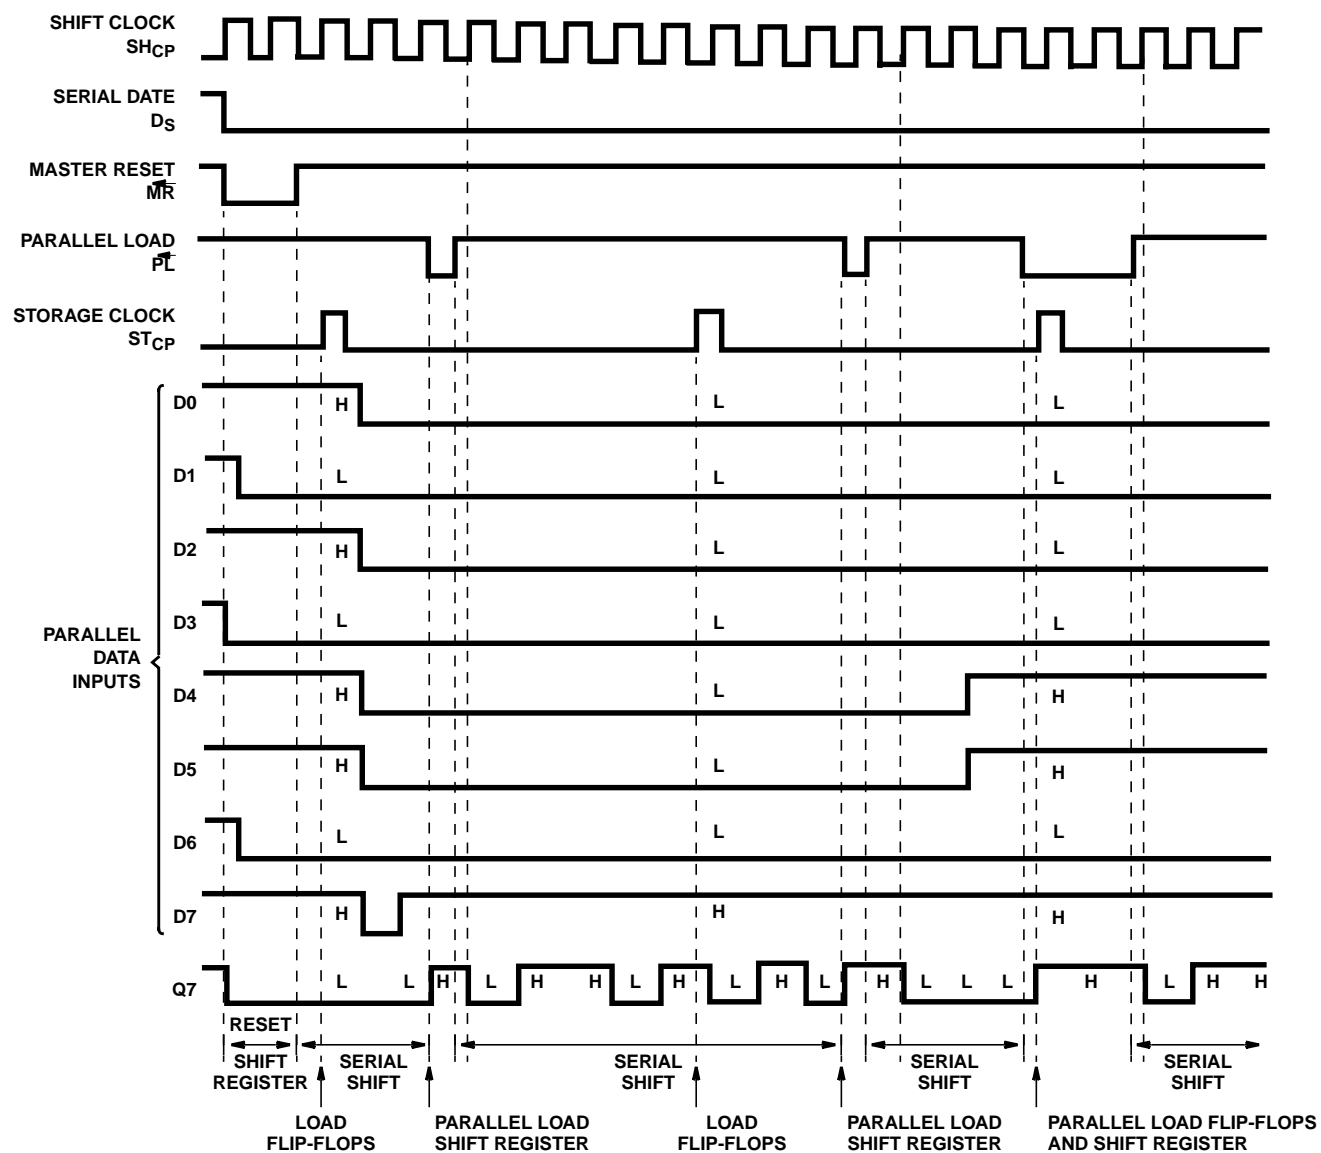 SHIFT CLOCK
SHCP
SERIAL DATE
DS
MASTER RESET
MR
PARALLEL LOAD
PL
STORAGE CLOCK
STCP
D0 H L L
D1 L L L
D2 H L L
D3 L L L
PARALLEL
DATA
INPUTS
D4 H L H
D5 H L H
D6 L L L
D7 H H H
Q7 L L H L H H L H L H L H L L L H L H H
RESET
SHIFT
REGISTER
SERIAL
SHIFT
SERIAL
SHIFT
SERIAL
SHIFT
SERIAL
SHIFT
LOAD
FLIP-FLOPS
PARALLEL LOAD
SHIFT REGISTER
LOAD
FLIP-FLOPS
PARALLEL LOAD
SHIFT REGISTER
PARALLEL LOAD FLIP-FLOPS
AND SHIFT REGISTER